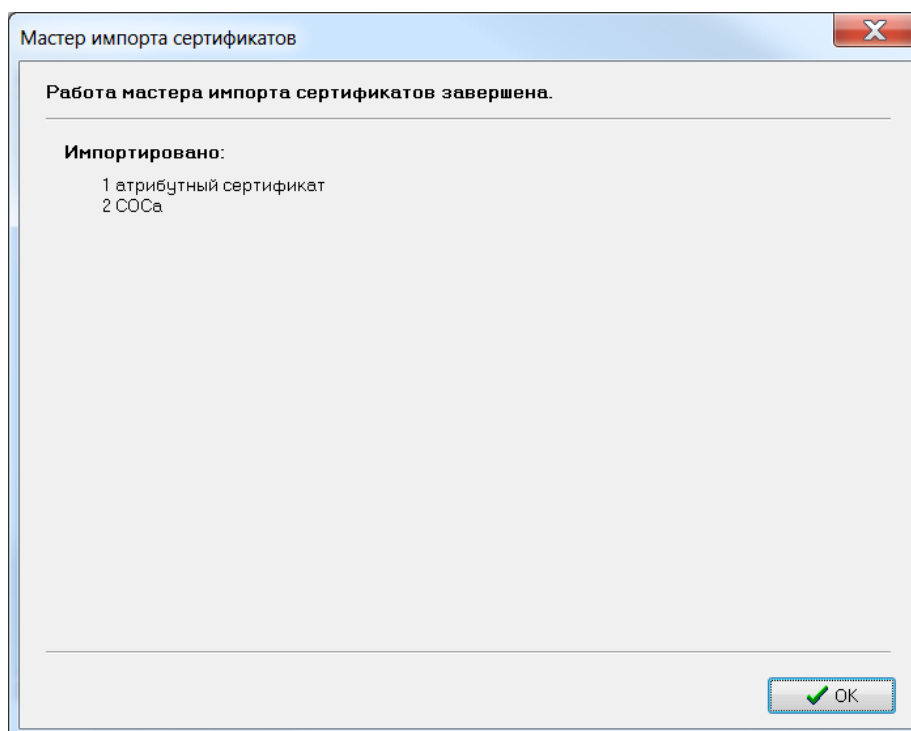 Мастер импорта сертификатов
Работа мастера импорта сертификатов завершена.
Импортировано:
1 атрибутный сертификат
2 СОСа
OK